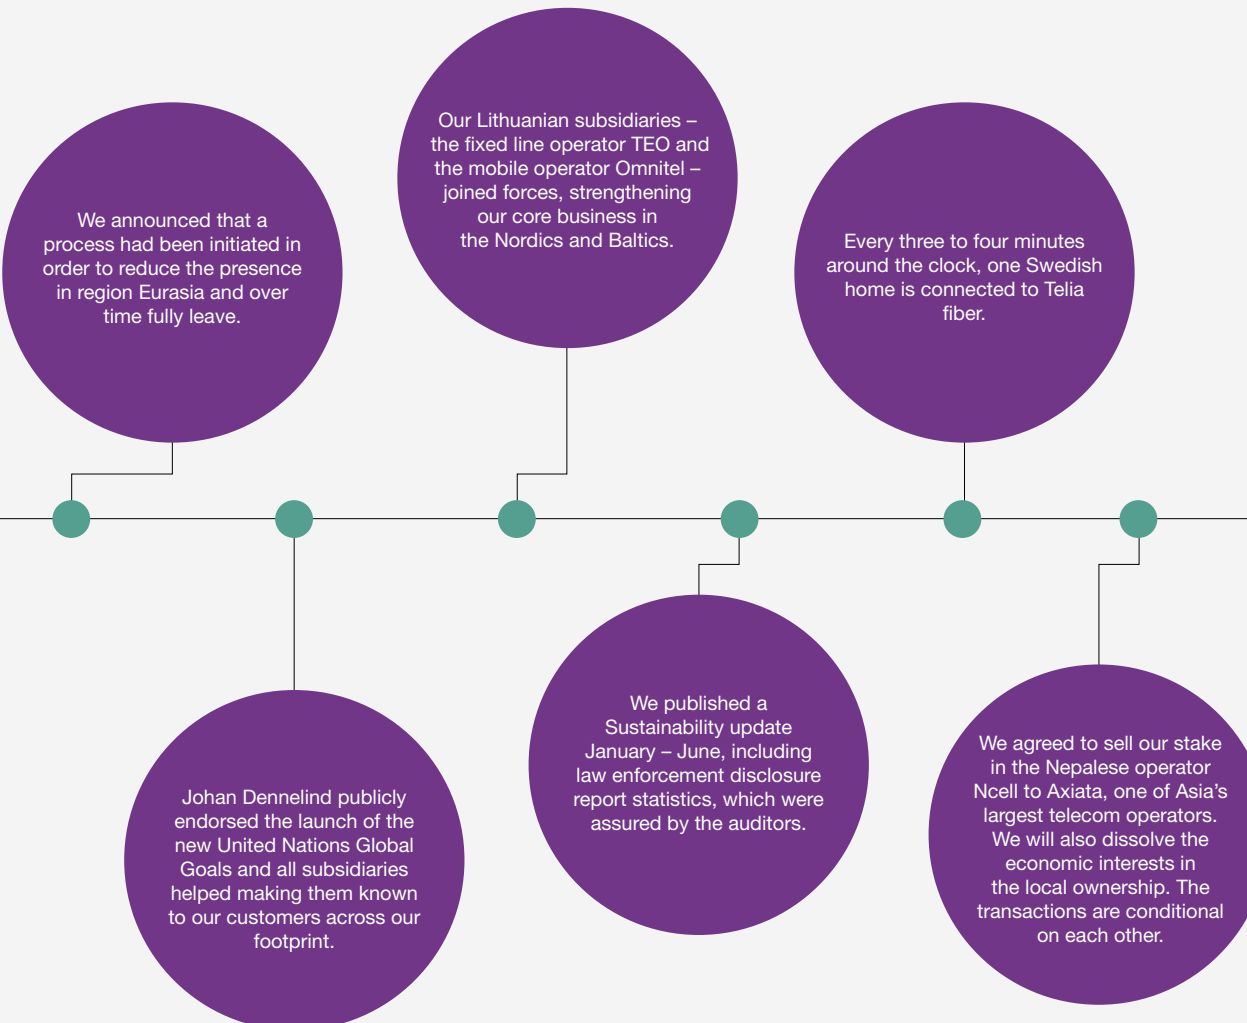 We announced that a
process had been initiated in
order to reduce the presence
in region Eurasia and over
time fully leave.
Johan Dennelind publicly
endorsed the launch of the
new United Nations Global
Goals and all subsidiaries
helped making them known
to our customers across our
footprint.
Our Lithuanian subsidiaries –
the fixed line operator TEO and
the mobile operator Omnitel –
joined forces, strengthening
our core business in
the Nordics and Baltics.
We published a
Sustainability update
January – June, including
law enforcement disclosure
report statistics, which were
assured by the auditors.
Every three to four minutes
around the clock, one Swedish
home is connected to Telia
fiber.
We agreed to sell our stake
in the Nepalese operator
Ncell to Axiata, one of Asia’s
largest telecom operators.
We will also dissolve the
economic interests in
the local ownership. The
transactions are conditional
on each other.